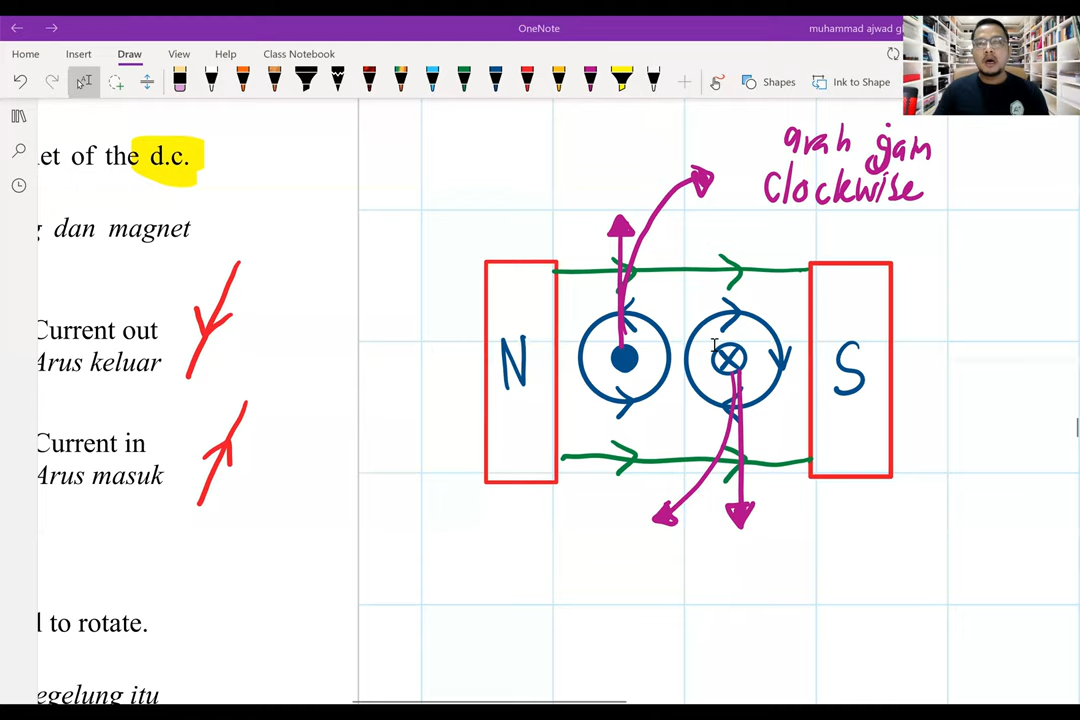 OneNote
muhammad ajwad
Home Insert Draw View Help Class Notebook
Shapes Ink to Shape
of the d.c.
dan magnet
Current out
Arus keluar
Current in
Arus masuk
to rotate.
itu
arah jam
clockwise
N
S